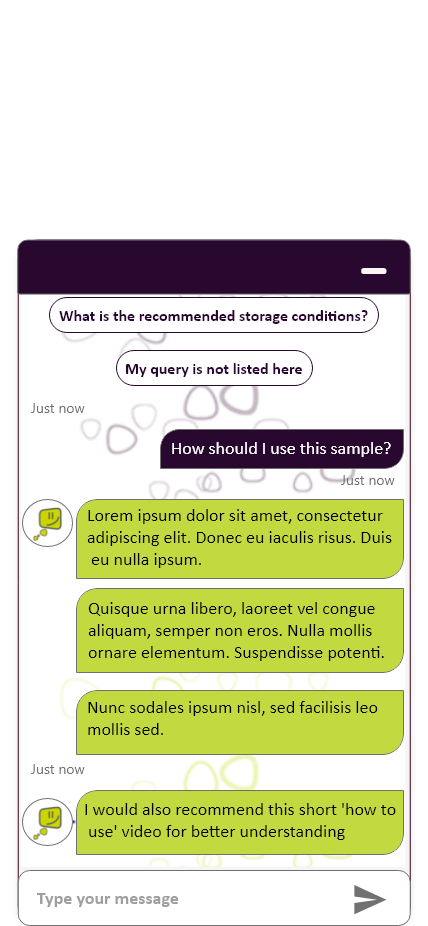 What is the recommended storage conditions?
My query is not listed here
Just now
How should I use this sample?
Just now
Lorem ipsum dolor sit amet, consectetur
adipiscing elit. Donec eu iaculis risus. Duis
eu nulla ipsum.
Quisque urna libero, laoreet vel congue
aliquam, semper non eros. Nulla mollis
ornare elementum. Suspendisse potenti.
Nunc sodales ipsum nisl, sed facilisis leo
mollis sed.
Just now
I would also recommend this short 'how to
use' video for better understanding
Type your message